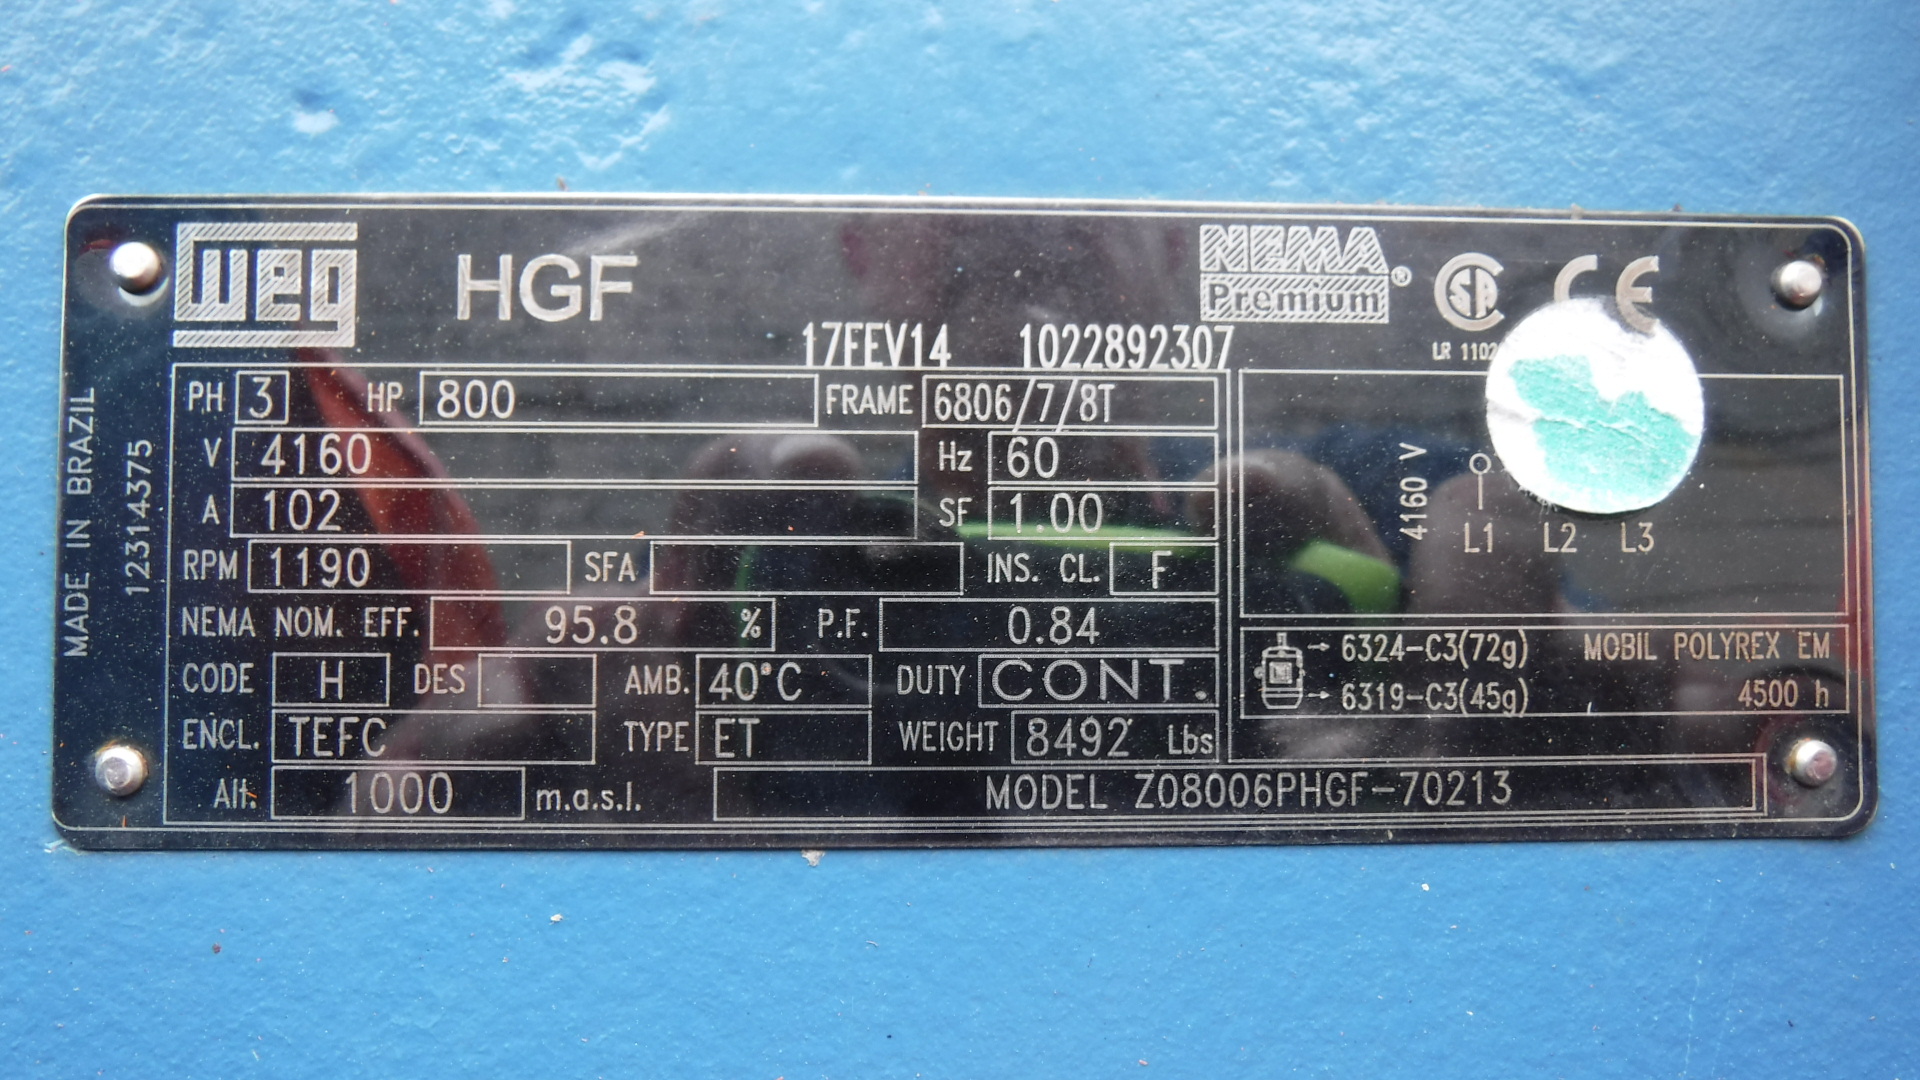 WEG HGF NEMA
Premium®
CSA CE
LR
17FEV14 1022892307
MADE IN BRAZIL
12314375
PH 3 HP 800 FRAME 6806/7/8T
V 4160 Hz 60
A 102 SF 1.00
RPM 1190 SFA INS. CL. F
NEMA NOM. EFF. 95.8 % P.F. 0.84
CODE H DES AMB. 40°C DUTY CONT.
ENCL. TEFC TYPE ET WEIGHT 8492 Lbs
Alt. 1000 m.a.s.l. MODEL Z08006PHGF-70213
4160 V
L1 L2 L3
→ 6324-C3(72g) MOBIL POLYREX EM
→ 6319-C3(45g) 4500 h